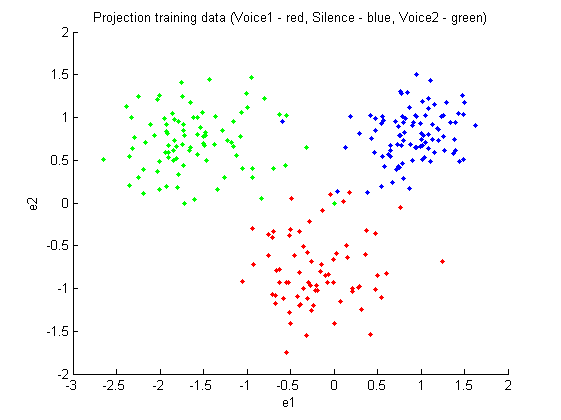 Projection training data (Voice1 - red, Silence - blue, Voice2 - green)
2
1.5
1
0.5
0
-0.5
-1
-1.5
-2
e2
-3 -2.5 -2 -1.5 -1 -0.5 0 0.5 1 1.5 2
e1